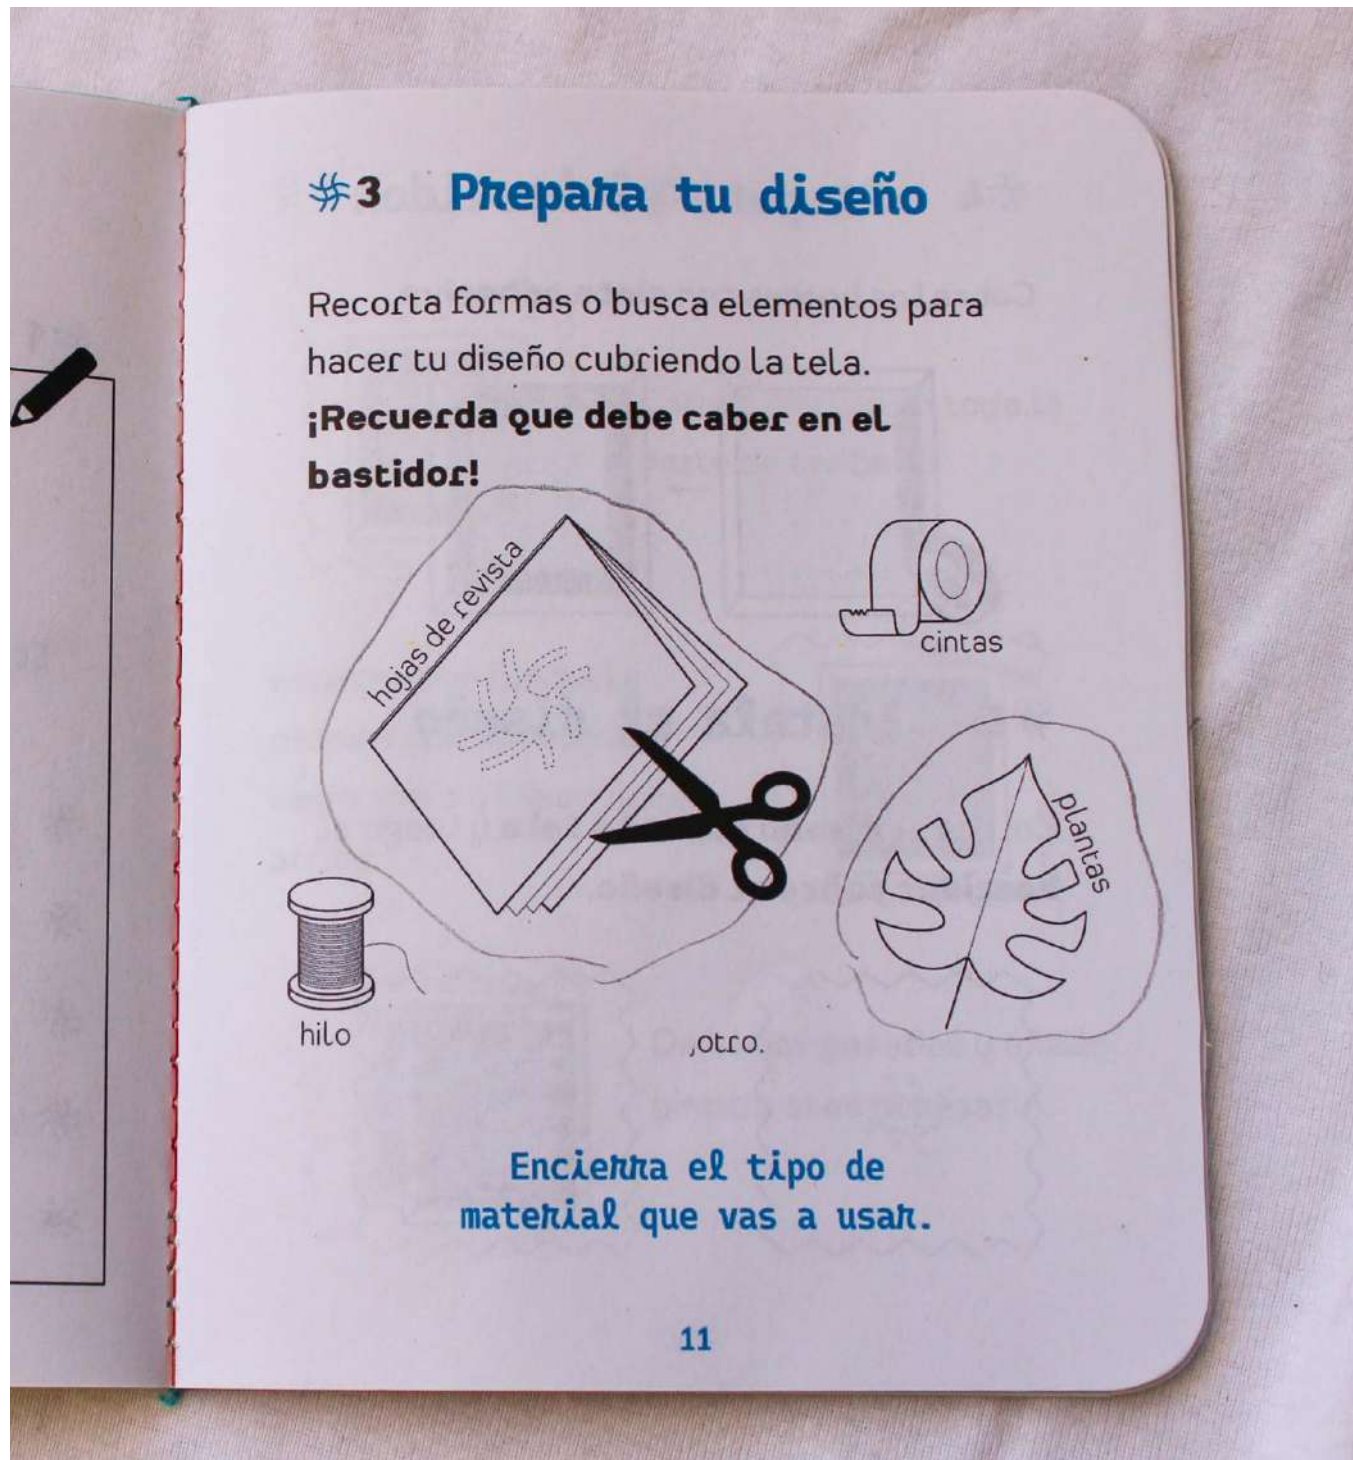 #3 Prepara tu diseño
Recorta formas o busca elementos para
hacer tu diseño cubriendo la tela.
¡Recuerda que debe caber en el
bastidor!
hojas de revista
cintas
plantas
hilo
,otro.
Encierra el tipo de
material que vas a usar.
11